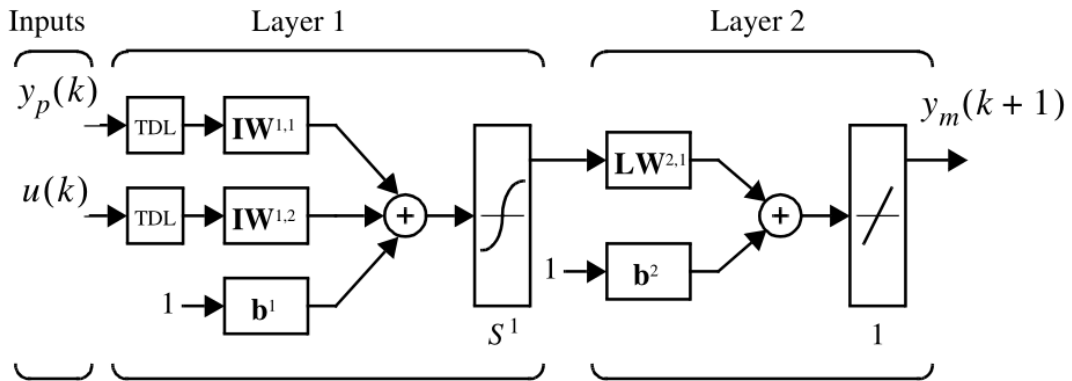 Inputs Layer 1 Layer 2
y_p(k) TDL IW^{1,1} LW^{2,1} y_m(k + 1)
u(k) TDL IW^{1,2}
1 b^1 1 b^2
S^1 1